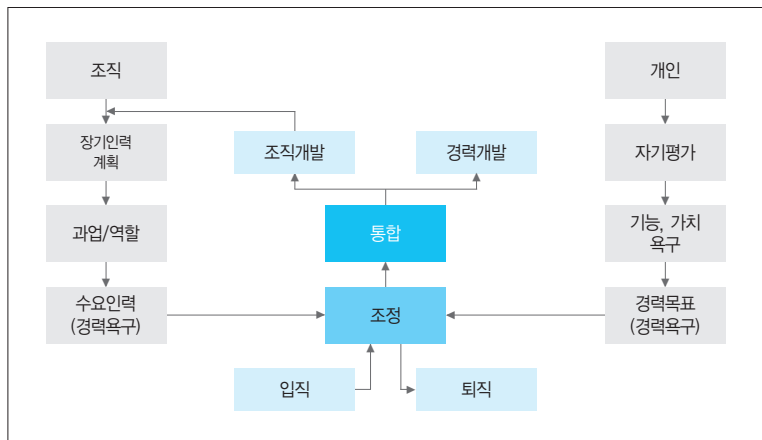 조직
개인
장기인력
계획
조직개발
경력개발
자기평가
과업/역할
통합
기능, 가치
욕구
수요인력
(경력욕구)
조정
경력목표
(경력욕구)
입직
퇴직